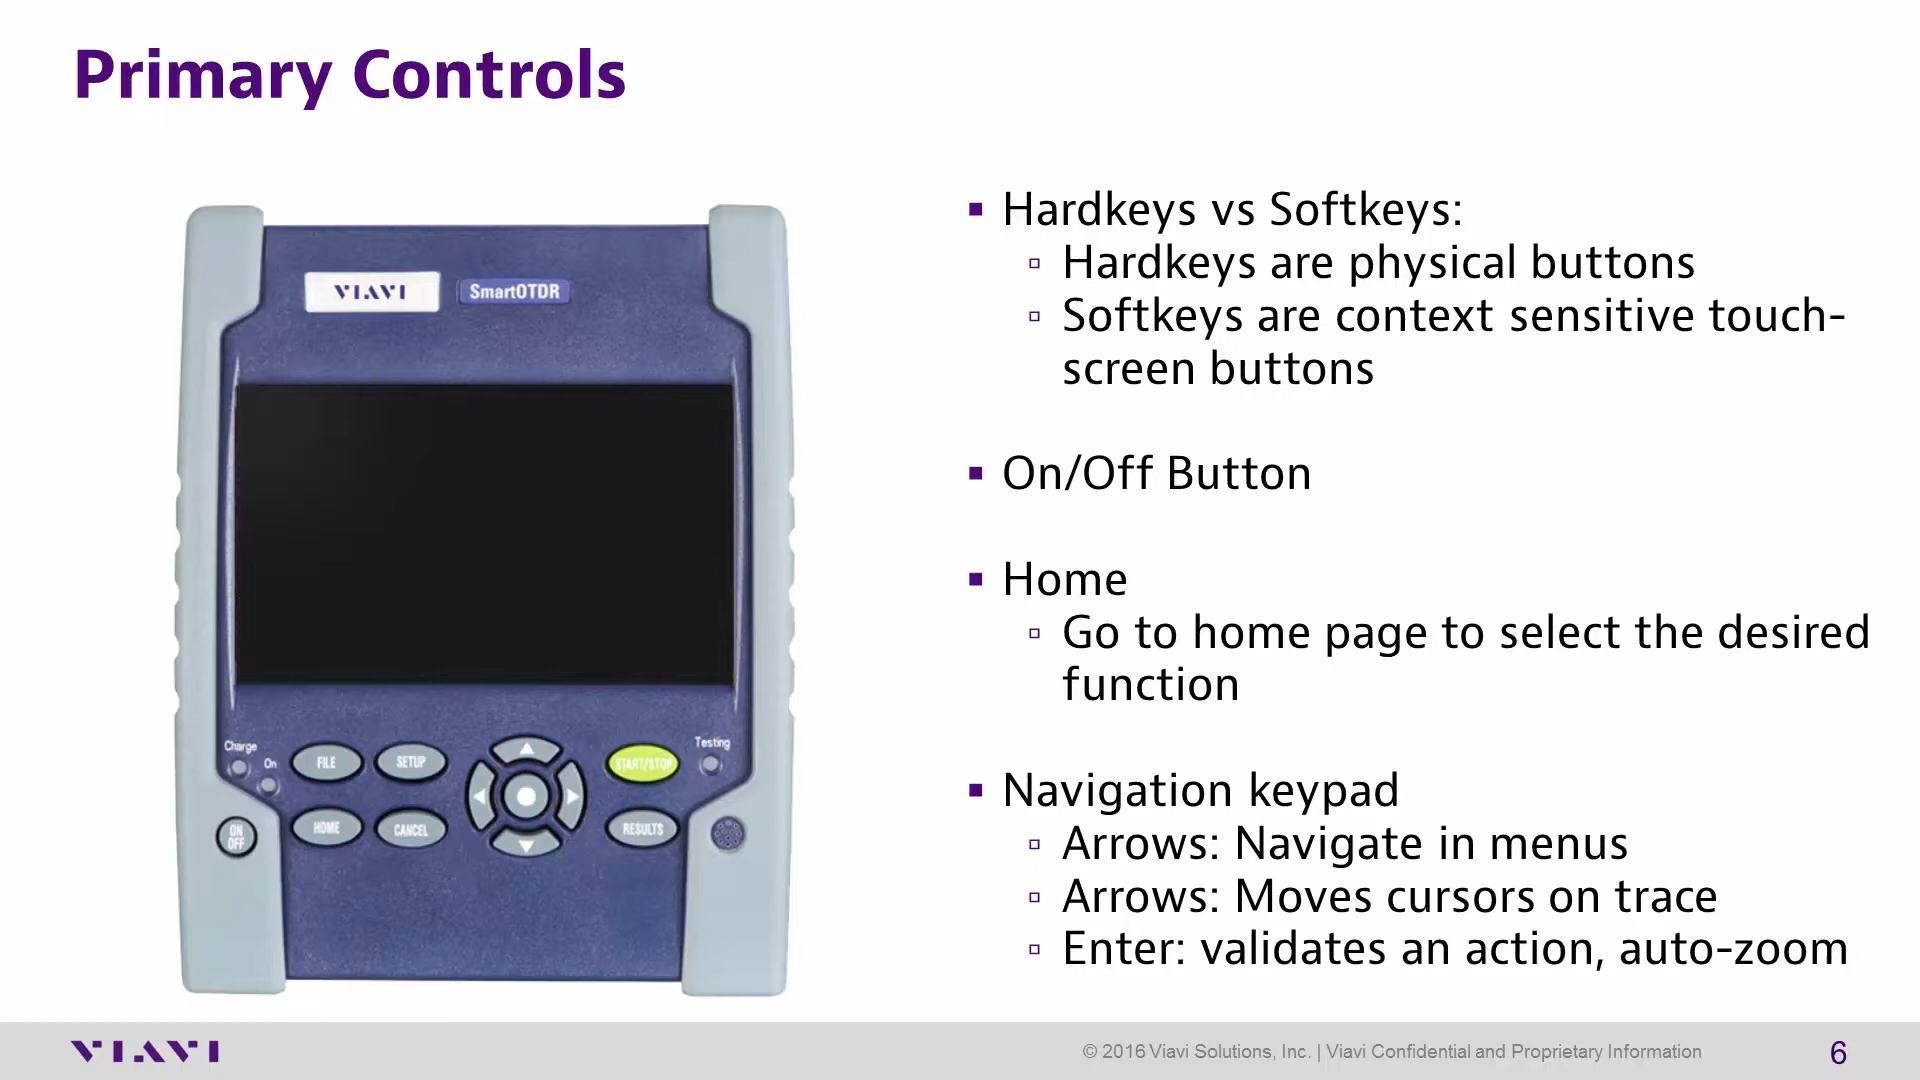 Primary Controls
VIAVI SmartOTDR
Charge
On
FILE SETUP
START/STOP
Testing
ON
OFF
HOME CANCEL
RESULTS
▪ Hardkeys vs Softkeys:
▫ Hardkeys are physical buttons
▫ Softkeys are context sensitive touch-
screen buttons
▪ On/Off Button
▪ Home
▫ Go to home page to select the desired
function
▪ Navigation keypad
▫ Arrows: Navigate in menus
▫ Arrows: Moves cursors on trace
▫ Enter: validates an action, auto-zoom
VIAVI
© 2016 Viavi Solutions, Inc. | Viavi Confidential and Proprietary Information
6